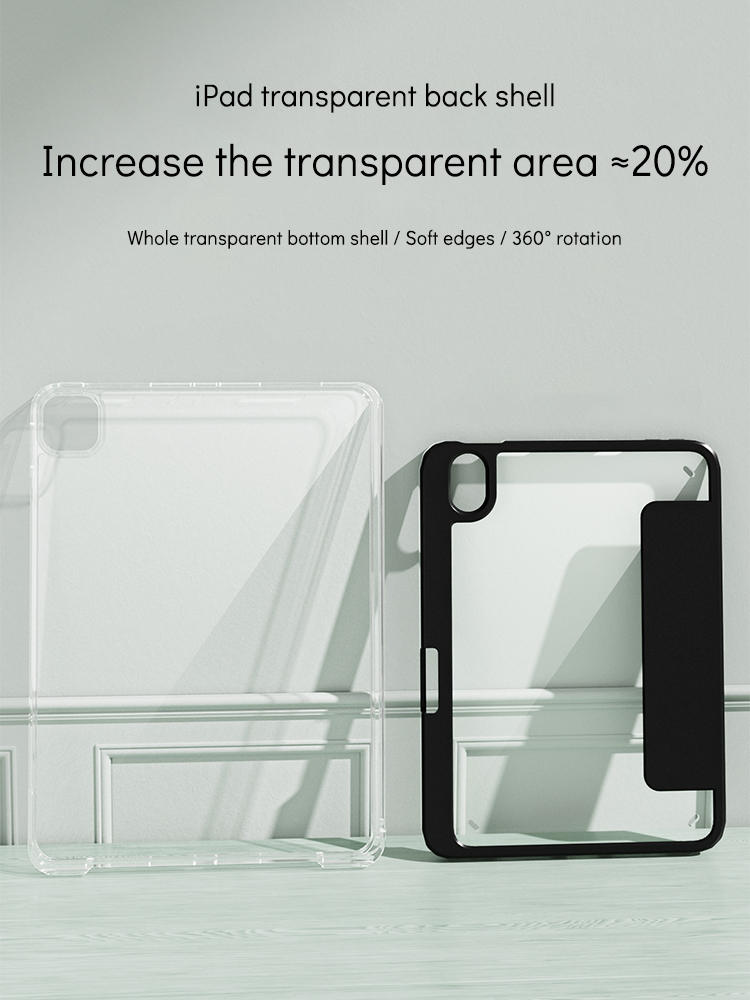 iPad transparent back shell
Increase the transparent area ≈20%
Whole transparent bottom shell / Soft edges / 360° rotation